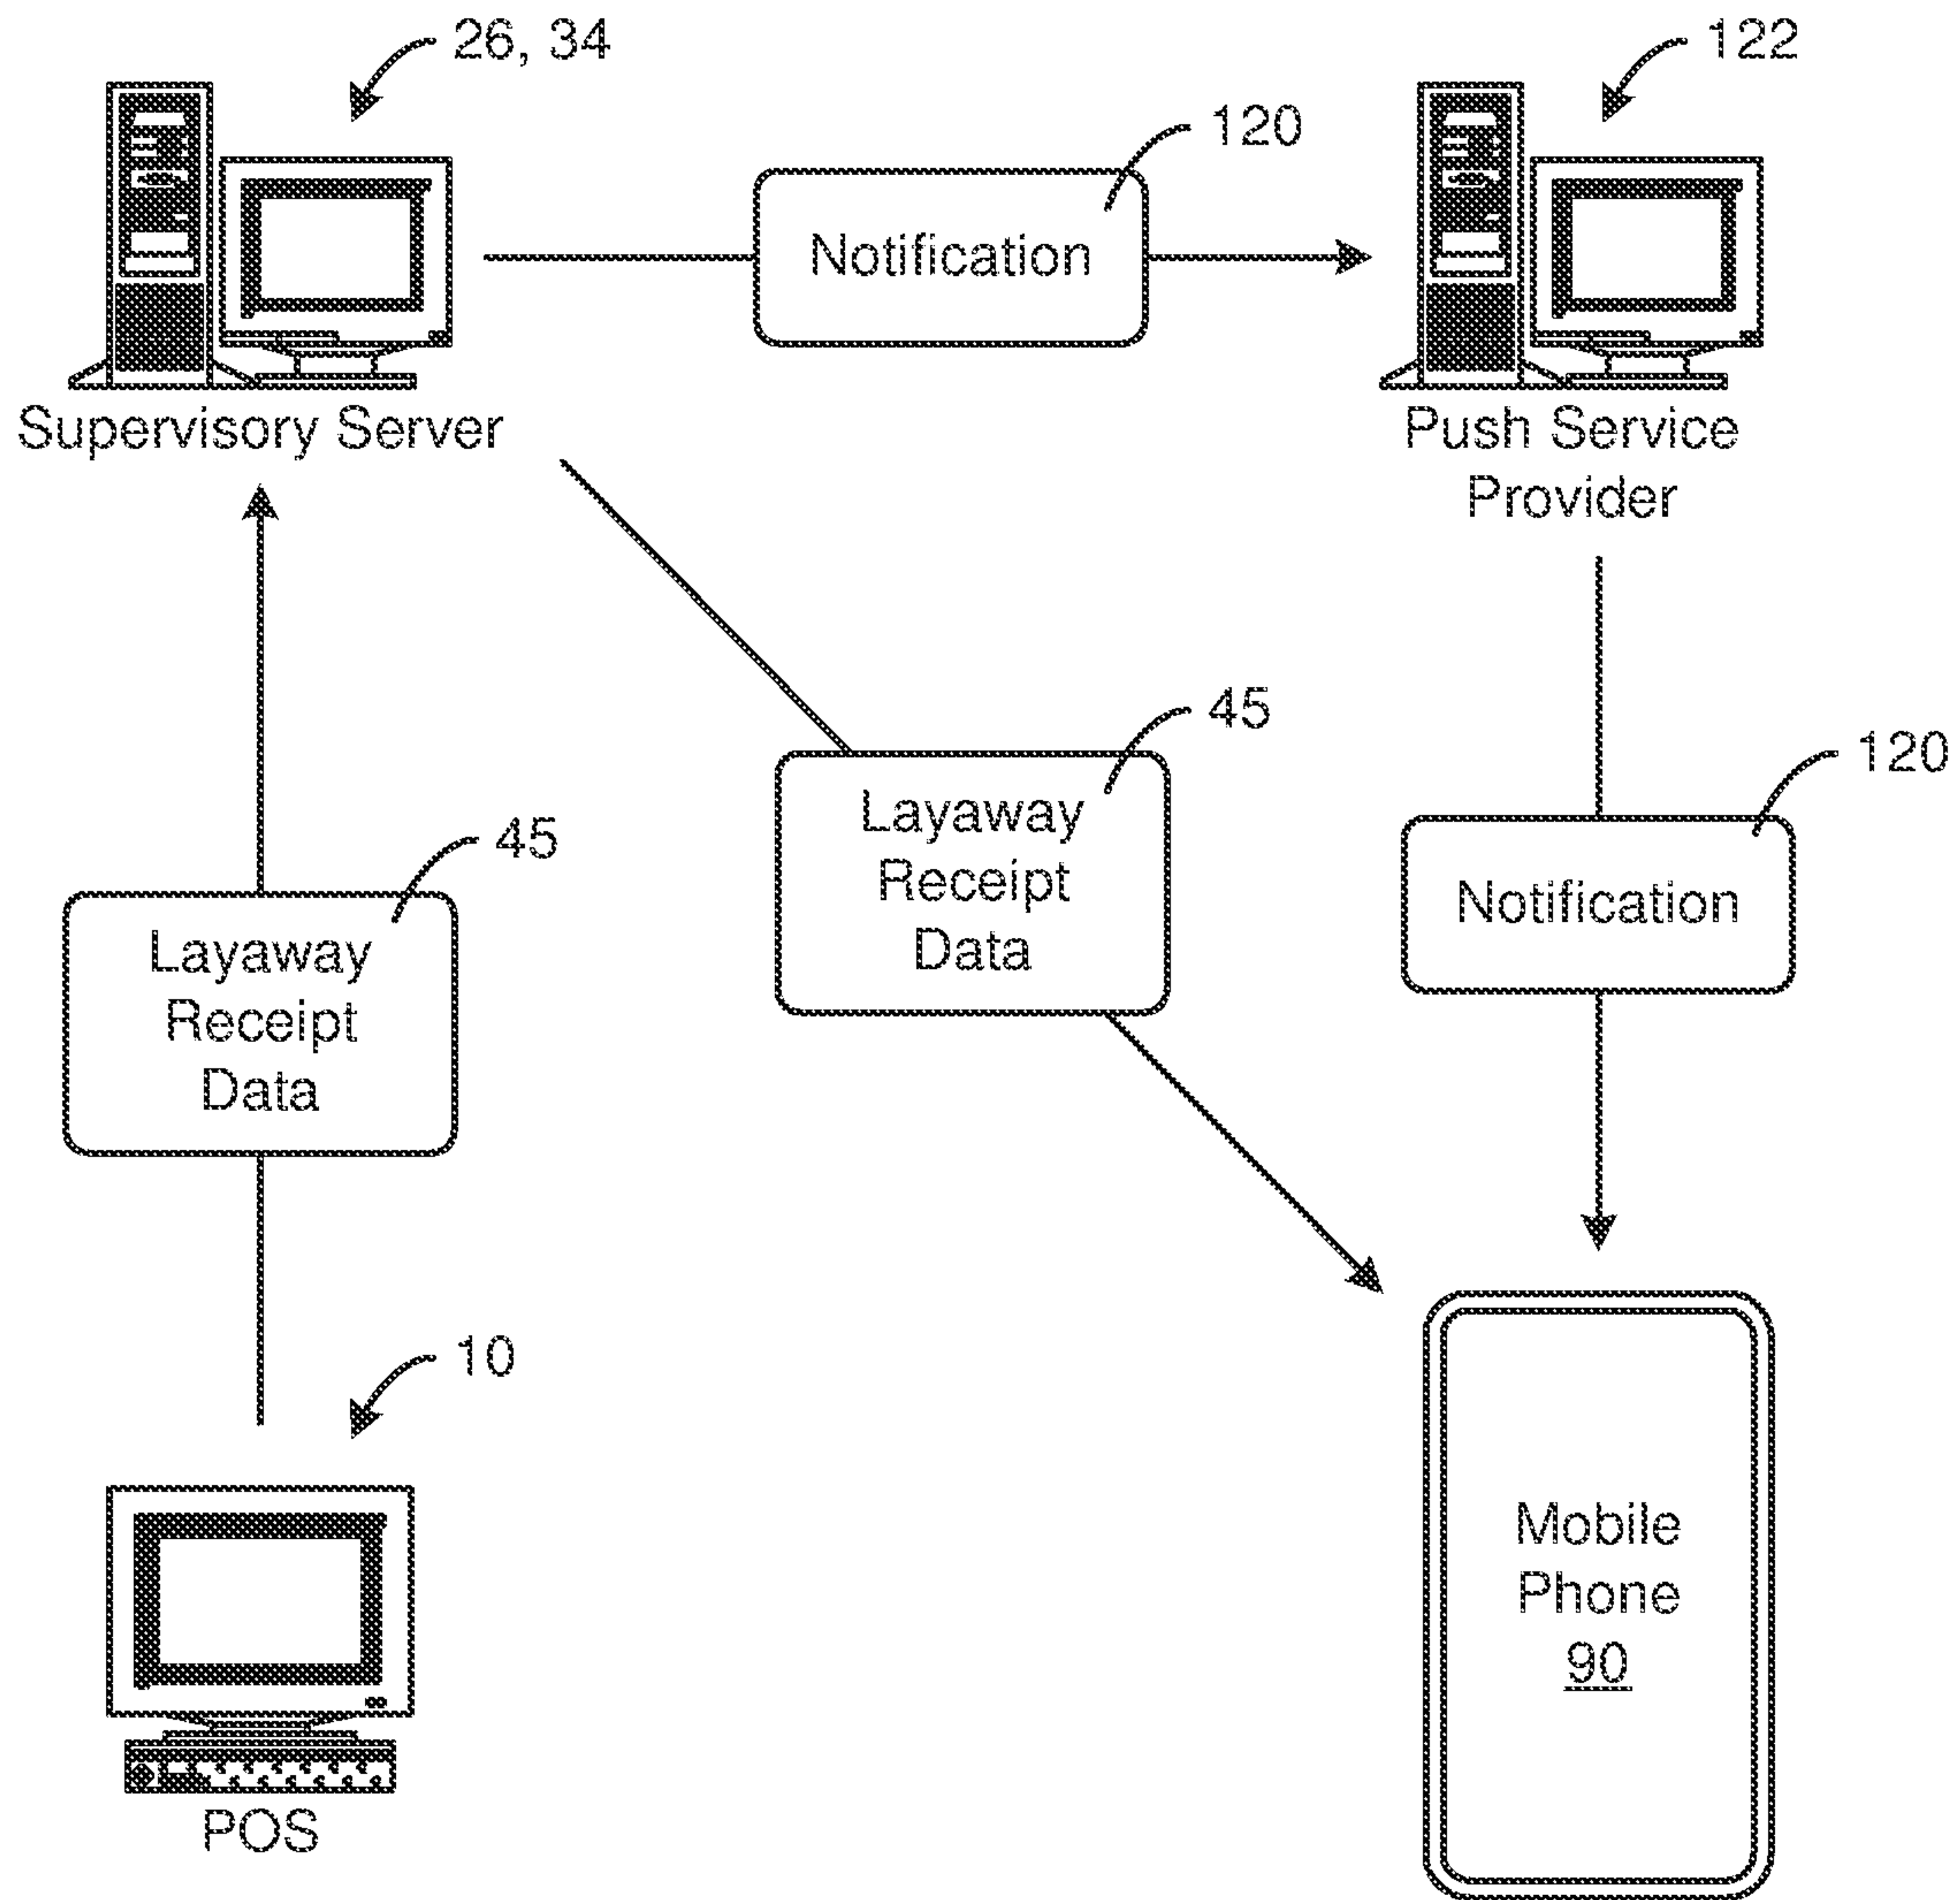 26, 34
122
120
Notification
Supervisory Server
Push Service
Provider
45
120
Layaway
Receipt
Data
45
Notification
Layaway
Receipt
Data
10
Mobile
Phone
90
POS